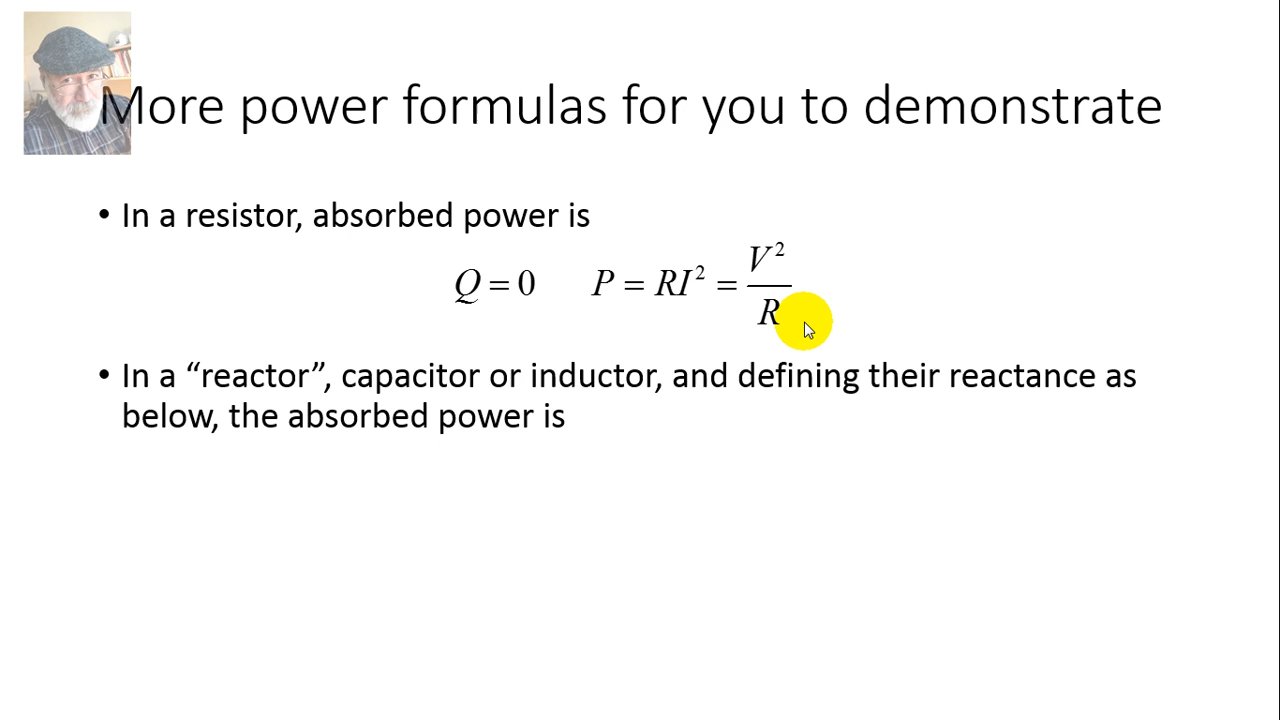 More power formulas for you to demonstrate
• In a resistor, absorbed power is
Q = 0 P = RI² = V²/R
• In a “reactor”, capacitor or inductor, and defining their reactance as
below, the absorbed power is